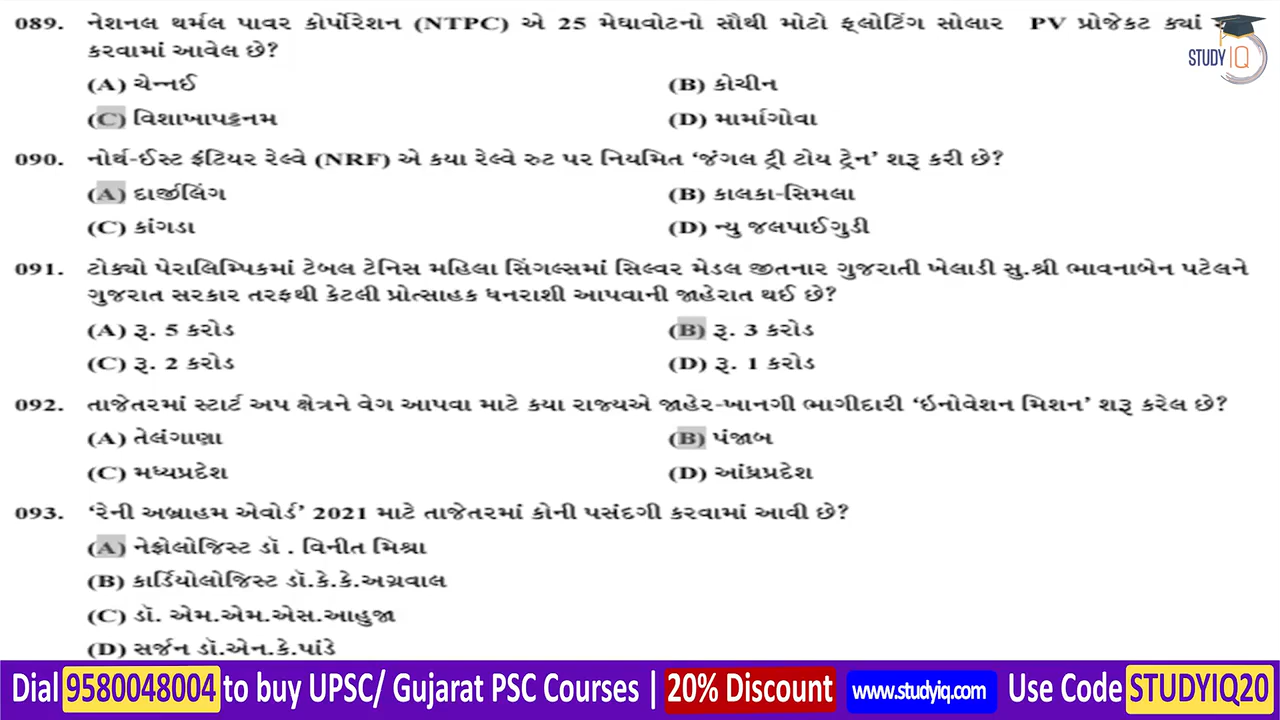 089. નેશનલ થર્મલ પાવર કોર્પોરેશન (NTPC) એ 25 મેઘાવોટનો સૌથી મોટો ફ્લોટિંગ સોલાર PV પ્રોજેકટ ક્યાં
કરવામાં આવેલ છે?
(A) ચેન્નઈ (B) કોચીન
(C) વિશાખાપટ્ટનમ (D) માર્માગોવા
090. નોર્થ-ઈસ્ટ ફ્રંટિયર રેલ્વે (NRF) એ કયા રેલ્વે રુટ પર નિયમિત ‘જંગલ ટ્રી ટોય ટ્રેન’ શરૂ કરી છે?
(A) દાર્જીલિંગ (B) કાલકા-સિમલા
(C) કાંગડા (D) ન્યુ જલપાઈગુડી
091. ટોક્યો પેરાલિમ્પિકમાં ટેબલ ટેનિસ મહિલા સિંગલ્સમાં સિલ્વર મેડલ જીતનાર ગુજરાતી ખેલાડી સુ.શ્રી ભાવનાબેન પટેલને
ગુજરાત સરકાર તરફથી કેટલી પ્રોત્સાહક ધનરાશી આપવાની જાહેરાત થઈ છે?
(A) રૂ. 5 કરોડ (B) રૂ. 3 કરોડ
(C) રૂ. 2 કરોડ (D) રૂ. 1 કરોડ
092. તાજેતરમાં સ્ટાર્ટ અપ ક્ષેત્રને વેગ આપવા માટે કયા રાજ્યએ જાહેર-ખાનગી ભાગીદારી ‘ઇનોવેશન મિશન’ શરૂ કરેલ છે?
(A) તેલંગાણા (B) પંજાબ
(C) મધ્યપ્રદેશ (D) આંધ્રપ્રદેશ
093. ‘રેની અબ્રાહમ એવોર્ડ’ 2021 માટે તાજેતરમાં કોની પસંદગી કરવામાં આવી છે?
(A) નેફ્રોલોજિસ્ટ ડૉ . વિનીત મિશ્રા
(B) કાર્ડિયોલોજિસ્ટ ડૉ.કે.કે.અગ્રવાલ
(C) ડૉ. એમ.એમ.એસ.આહુજા
(D) સર્જન ડૉ.એન.કે.પાંડે
STUDY IQ
Dial 9580048004 to buy UPSC/ Gujarat PSC Courses | 20% Discount www.studyiq.com Use Code STUDYIQ20